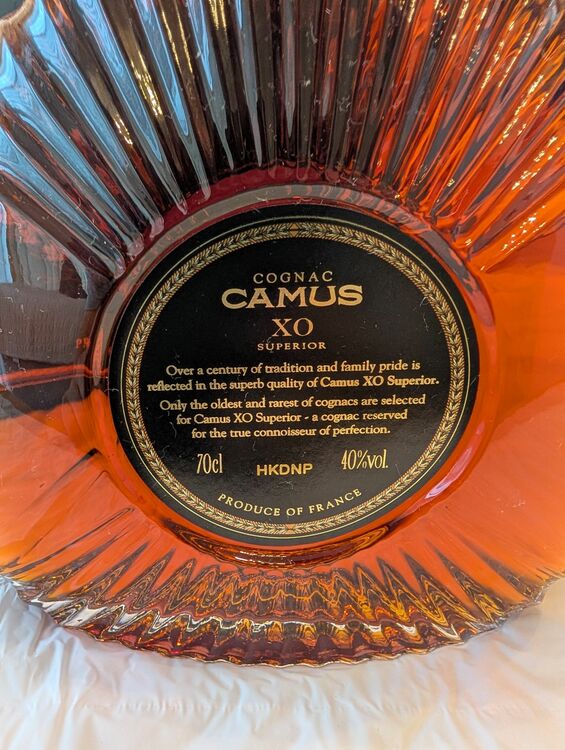 COGNAC
CAMUS
XO
SUPERIOR
Over a century of tradition and family pride is
reflected in the superb quality of Camus XO Superior.
Only the oldest and rarest of cognacs are selected
for Camus XO Superior - a cognac reserved
for the true connoisseur of perfection.
70cl HKDNP 40%vol.
PRODUCE OF FRANCE